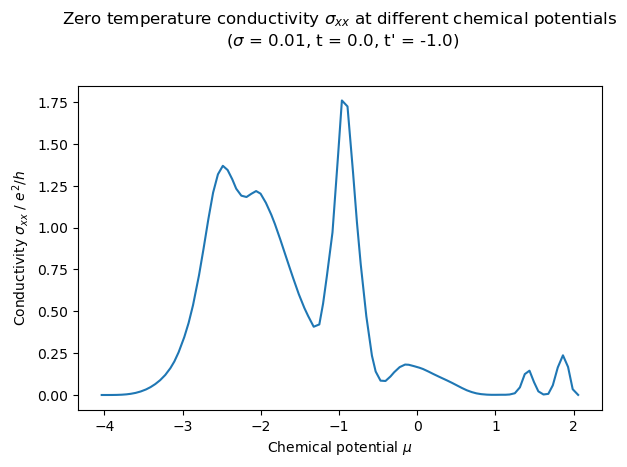 Zero temperature conductivity σxx at different chemical potentials
(σ = 0.01, t = 0.0, t' = -1.0)
Conductivity σxx / e²/h
1.75
1.50
1.25
1.00
0.75
0.50
0.25
0.00
−4 −3 −2 −1 0 1 2
Chemical potential μ